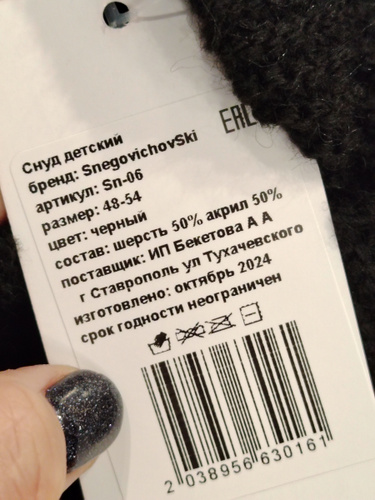 EAC
Снуд детский
бренд: SnegovichovSki
артикул: Sn-06
размер: 48-54
цвет: черный
состав: шерсть 50% акрил 50%
поставщик: ИП Бекетова А А
г Ставрополь ул Тухачевского
изготовлено: октябрь 2024
срок годности неограничен
2 038956 630161